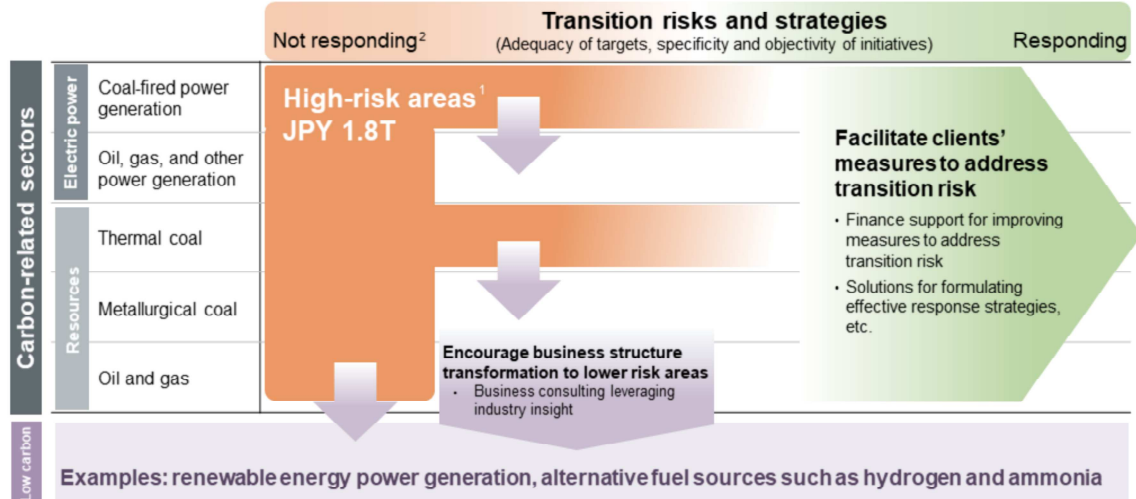 Transition risks and strategies
Not responding²
(Adequacy of targets, specificity and objectivity of initiatives)
Responding
Carbon-related sectors
Electric power
Coal-fired power
generation
Oil, gas, and other
power generation
Resources
Thermal coal
Metallurgical coal
Oil and gas
High-risk areas¹
JPY 1.8T
Facilitate clients'
measures to address
transition risk
・ Finance support for improving
measures to address
transition risk
・ Solutions for formulating
effective response strategies,
etc.
Encourage business structure
transformation to lower risk areas
・ Business consulting leveraging
industry insight
Low carbon
Examples: renewable energy power generation, alternative fuel sources such as hydrogen and ammonia